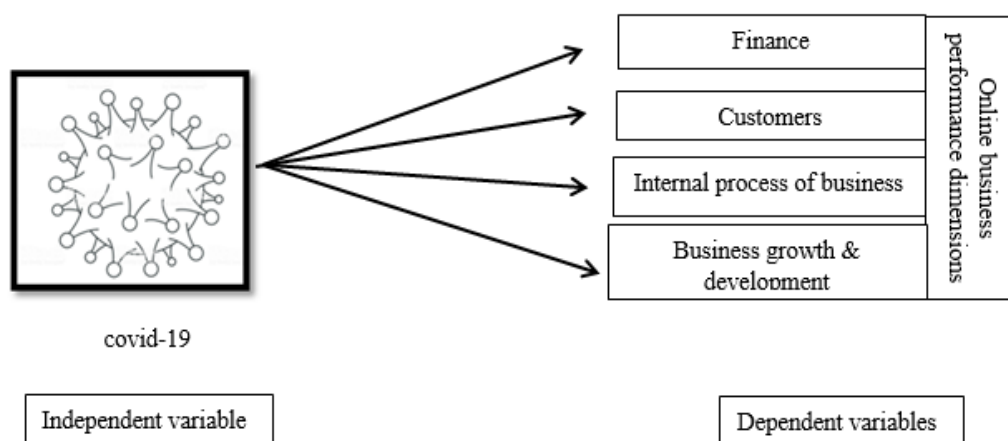 Finance
Customers
Internal process of business
Business growth &
development
Online business
performance dimensions
covid-19
Independent variable
Dependent variables